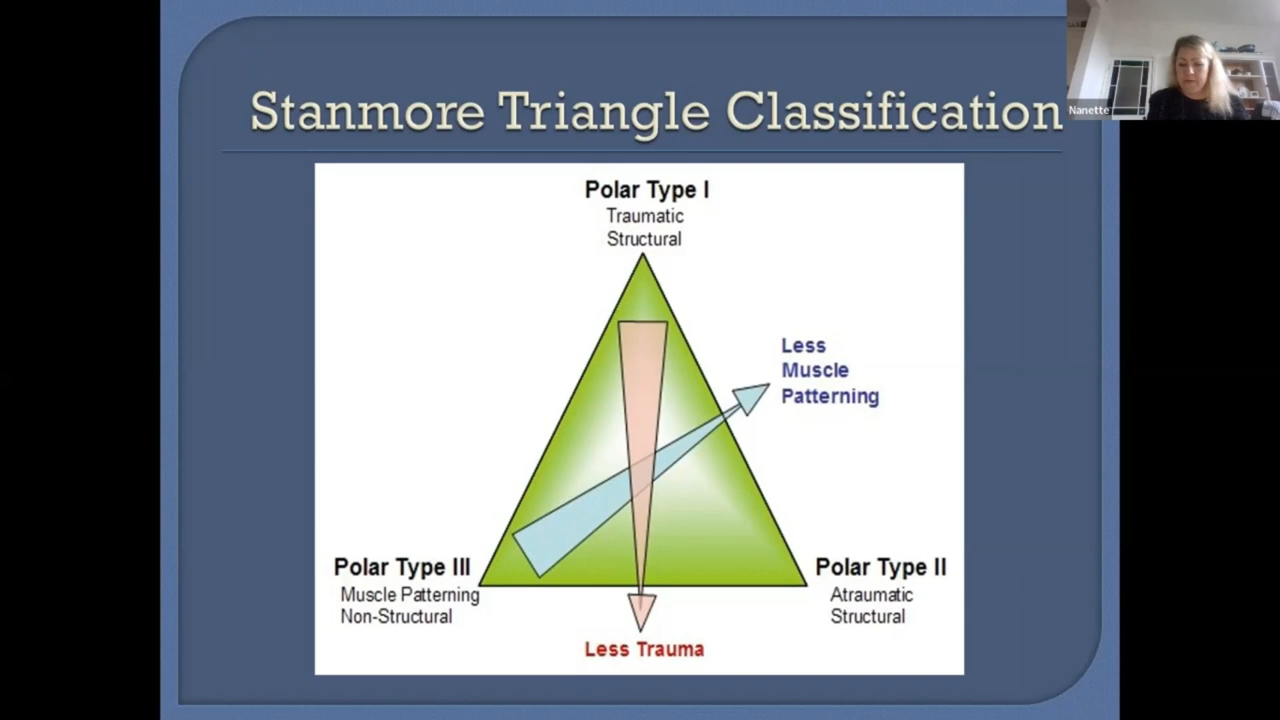 Stanmore Triangle Classification
Nanette
Polar Type I
Traumatic
Structural
Less
Muscle
Patterning
Polar Type III
Muscle Patterning
Non-Structural
Polar Type II
Atraumatic
Structural
Less Trauma